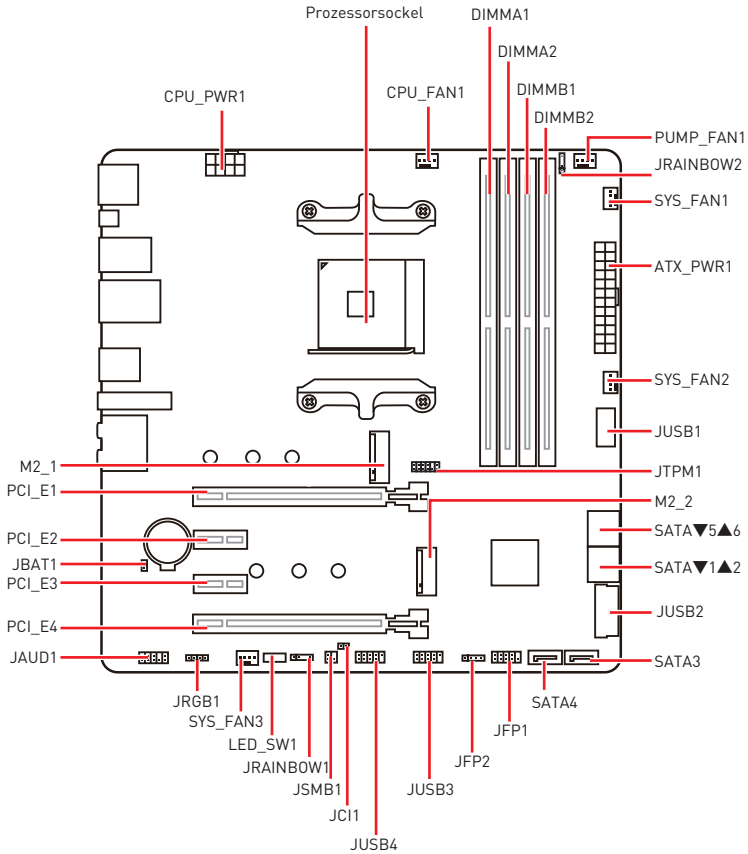 Prozessorsockel
DIMMA1
DIMMA2
CPU_PWR1
CPU_FAN1
DIMMB1
DIMMB2
PUMP_FAN1
JRAINBOW2
SYS_FAN1
ATX_PWR1
SYS_FAN2
JUSB1
M2_1
JTPM1
PCI_E1
M2_2
SATA▼5▲6
PCI_E2
JBAT1
SATA▼1▲2
PCI_E3
JUSB2
PCI_E4
JAUD1
SATA3
JRGB1
SATA4
SYS_FAN3
JFP1
LED_SW1
JFP2
JRAINBOW1
JUSB3
JSMB1
JCI1
JUSB4